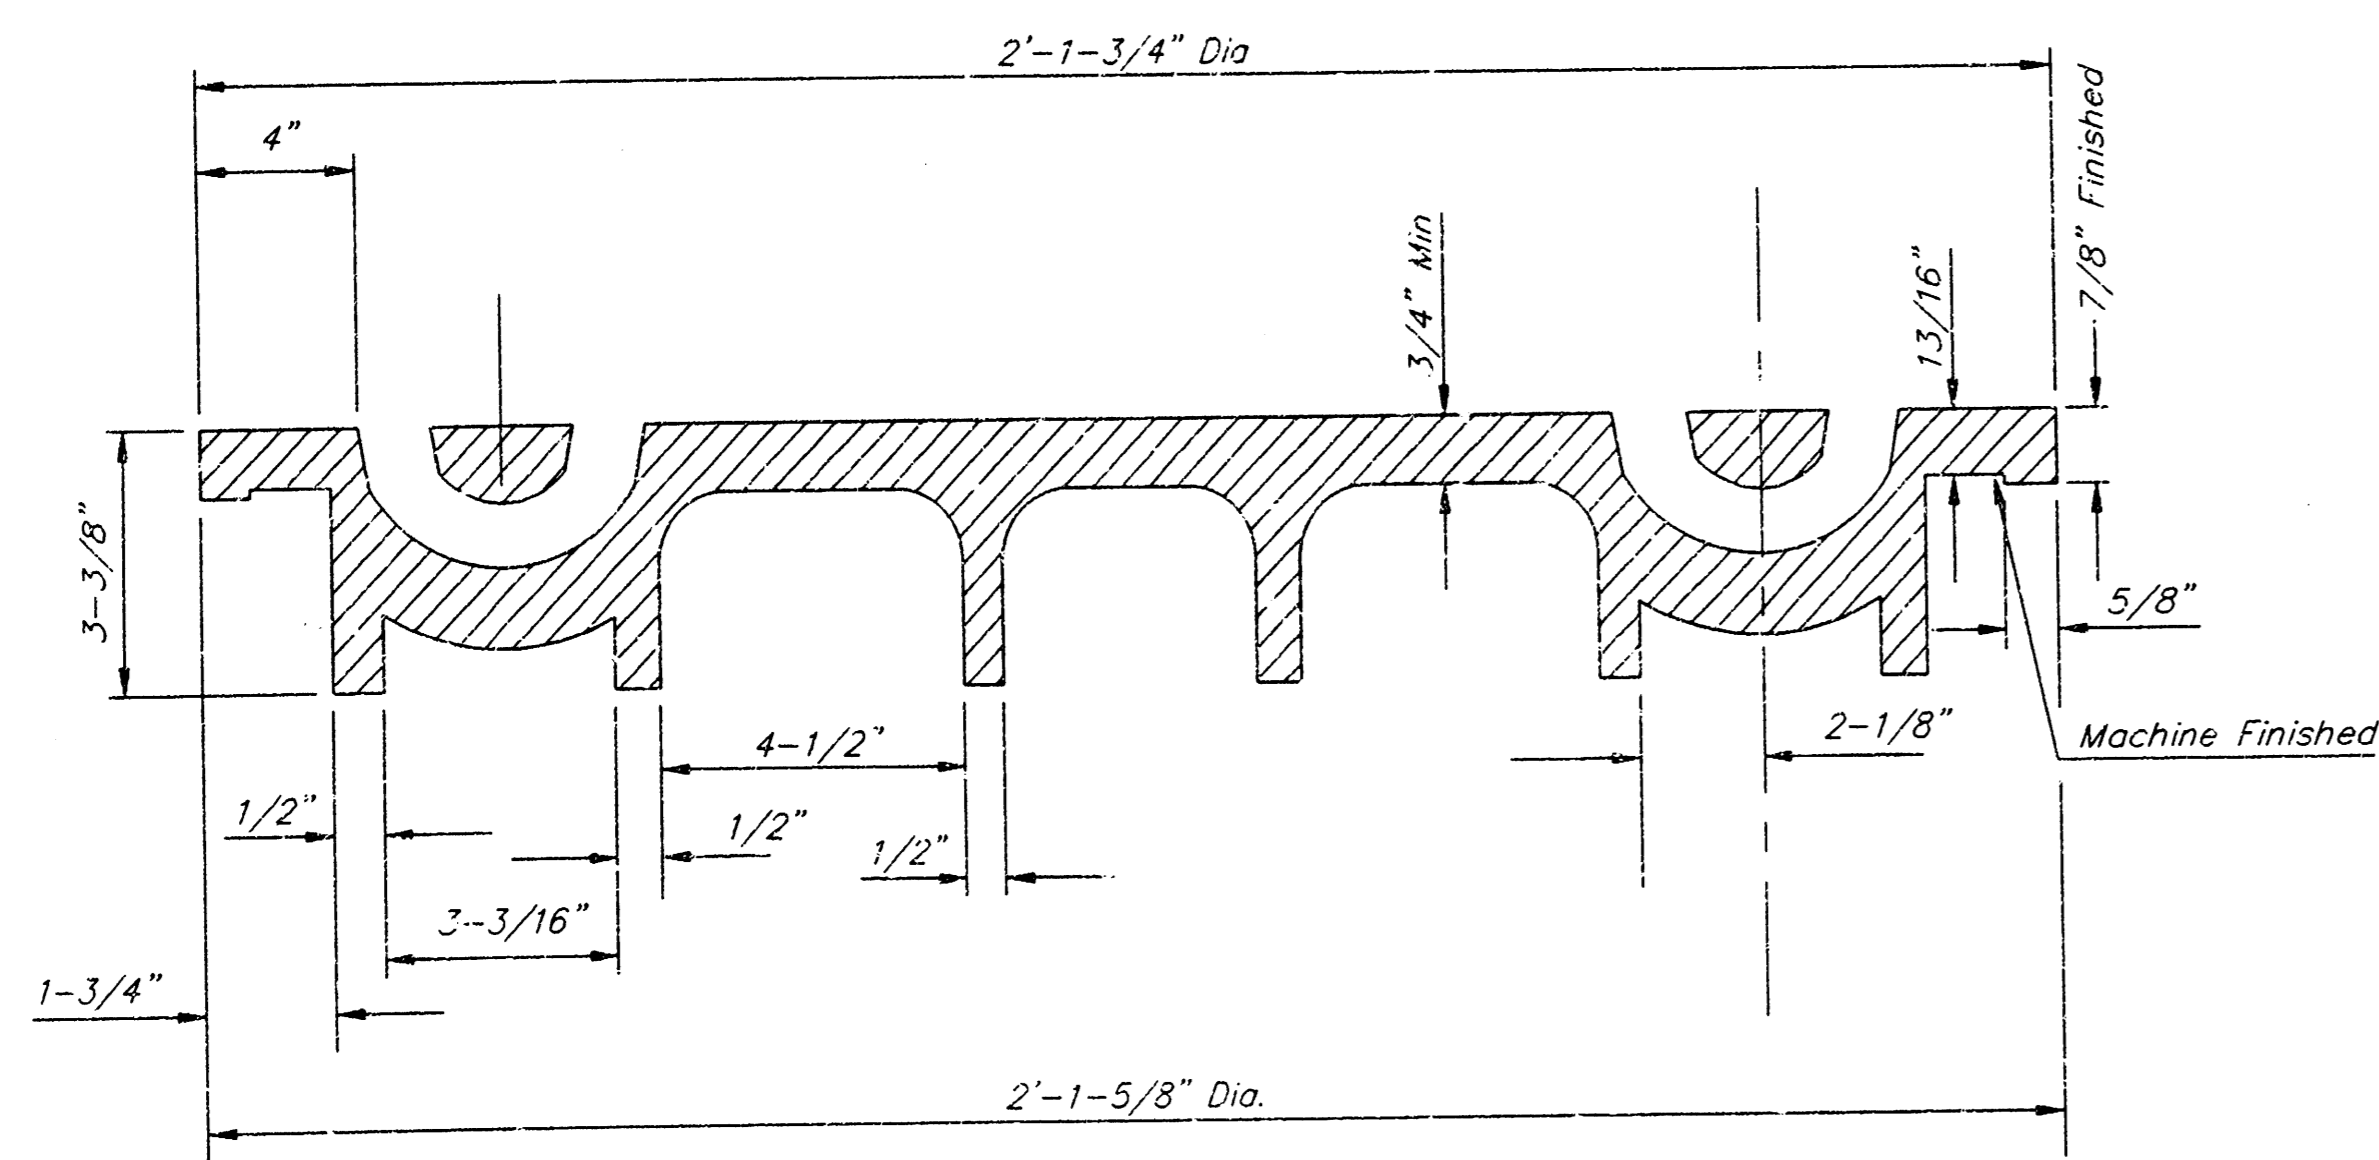 2'-1-3/4" Dia
4"
7/8" Finished
3/4" Min
13/16"
3-3/8"
5/8"
2-1/8"
Machine Finished
4-1/2"
1/2"
1/2"
1/2"
3-3/16"
1-3/4"
2'-1-5/8" Dia.